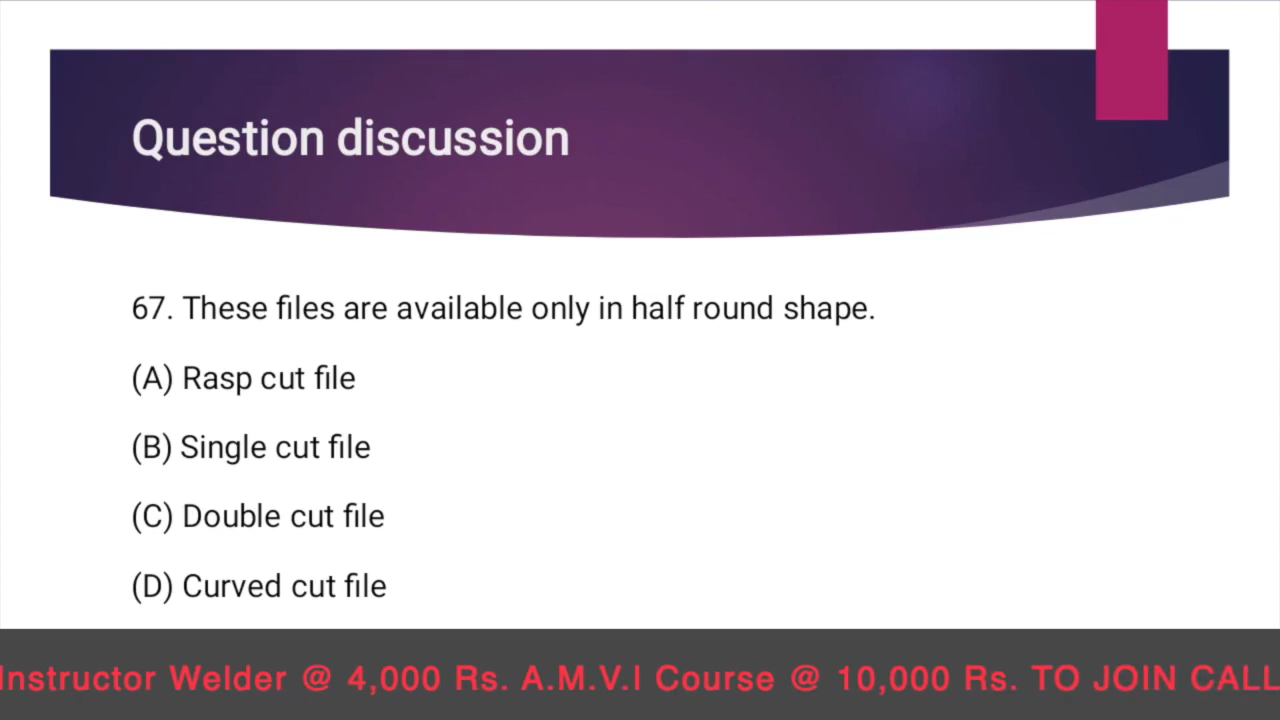 Question discussion
67. These files are available only in half round shape.
(A) Rasp cut file
(B) Single cut file
(C) Double cut file
(D) Curved cut file
Instructor Welder @ 4,000 Rs. A.M.V.I Course @ 10,000 Rs. TO JOIN CALL